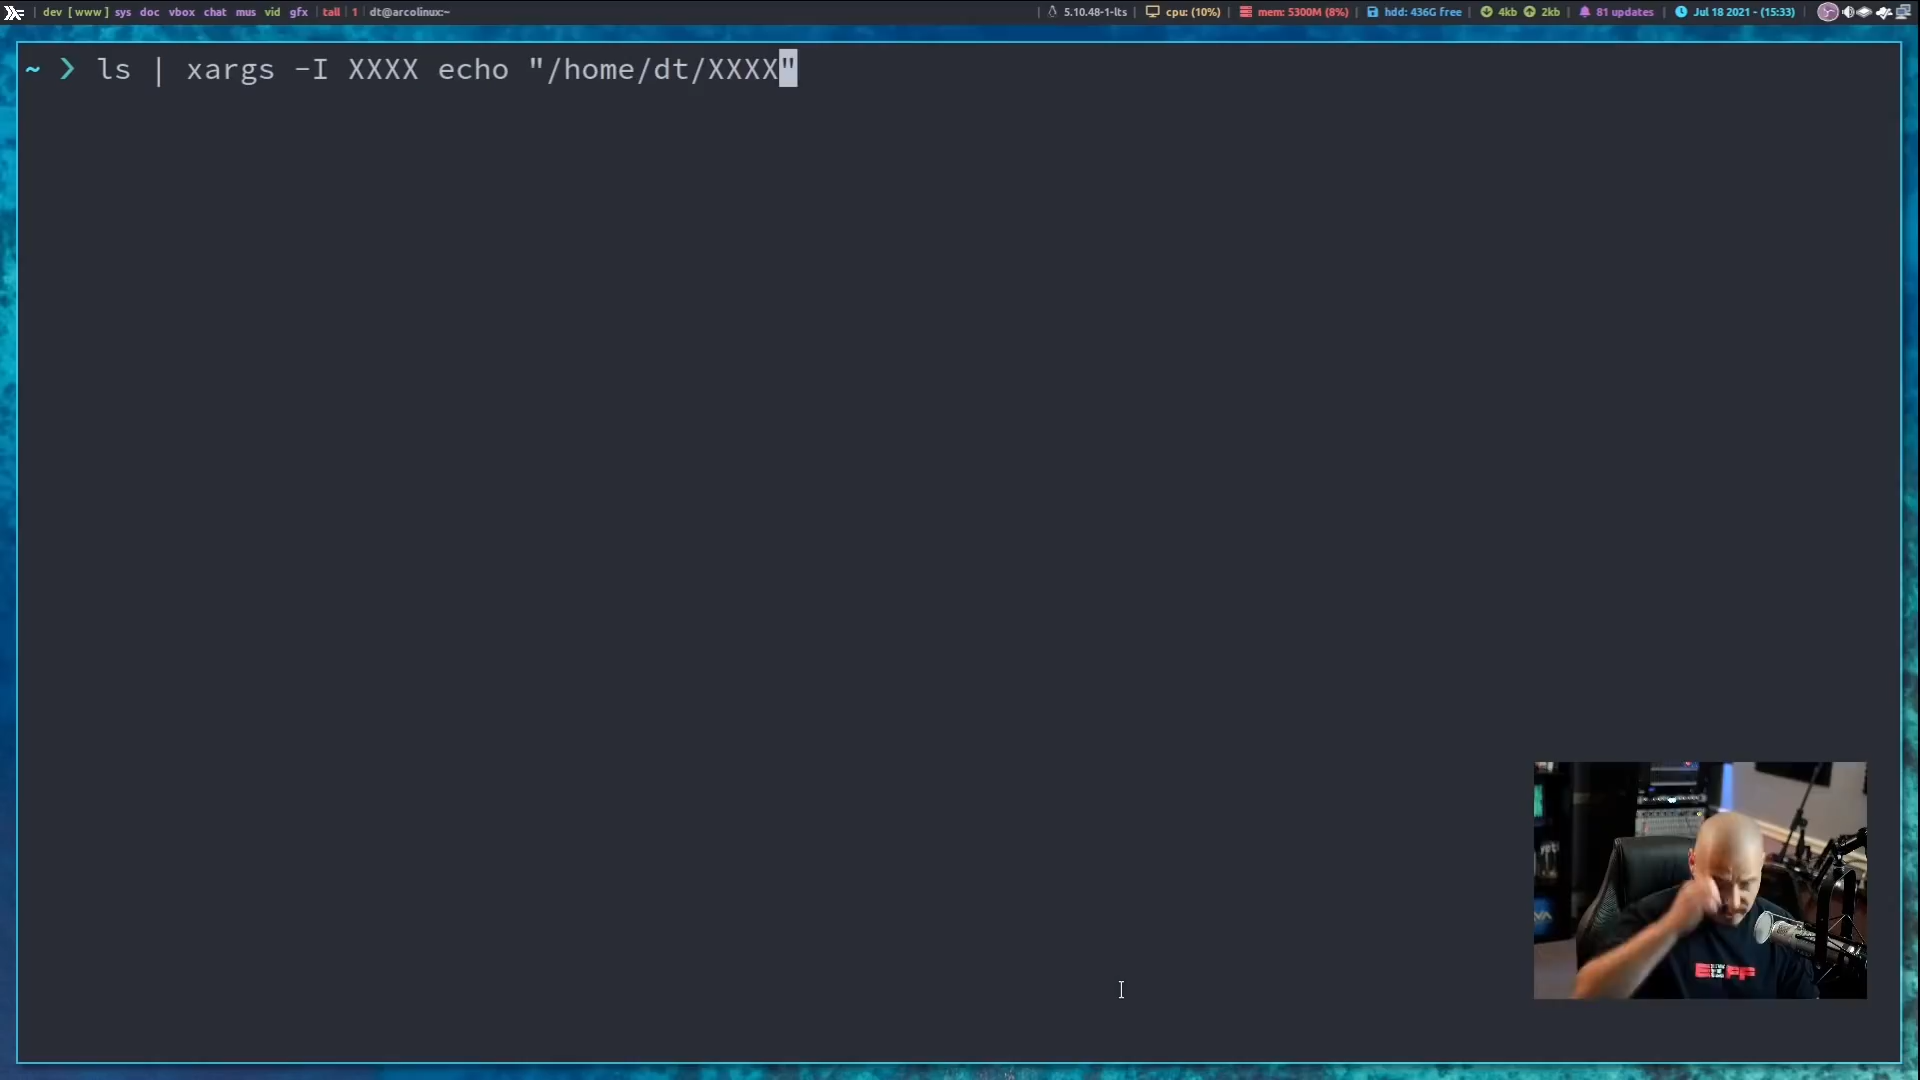 dev [ www ] sys doc vbox chat mus vid gfx | tall | 1 | dt@arcolinux:~ | 5.10.48-1-lts | cpu: (10%) | mem: 5300M (8%) | hdd: 436G free | 4kb 2kb | 81 updates | Jul 18 2021 - (15:33)
~ ❯ ls | xargs -I XXXX echo "/home/dt/XXXX"